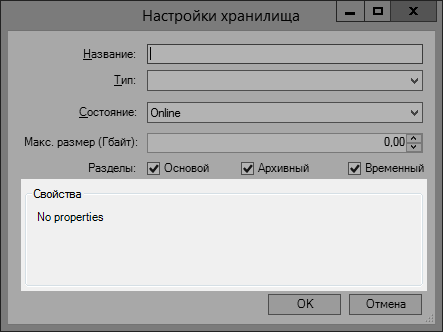 Настройки хранилища
Название:
Тип:
Состояние: Online
Макс. размер (Гбайт): 0,00
Разделы: Основой Архивный Временный
Свойства
No properties
OK Отмена